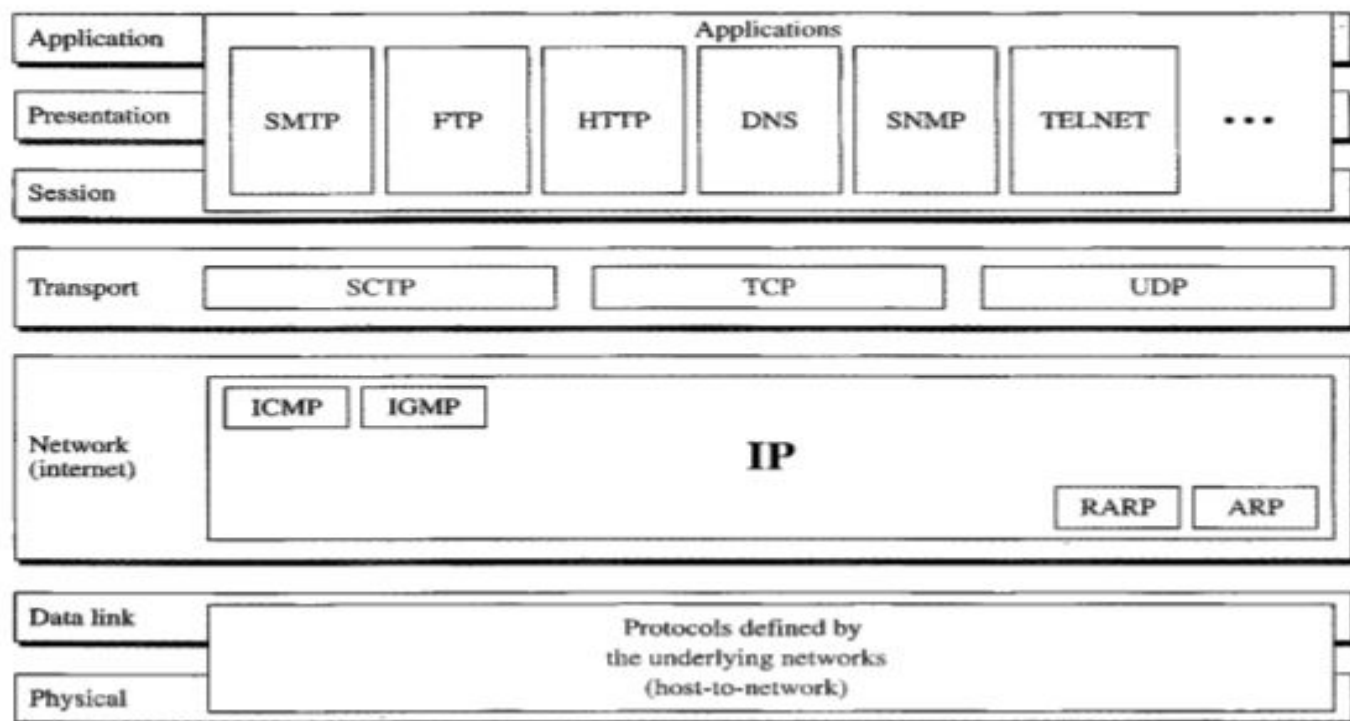 Applications
Application
Presentation
SMTP FTP HTTP DNS SNMP TELNET •••
Session
Transport
SCTP TCP UDP
Network
(internet)
ICMP IGMP
IP
RARP ARP
Data link
Physical
Protocols defined by
the underlying networks
(host-to-network)